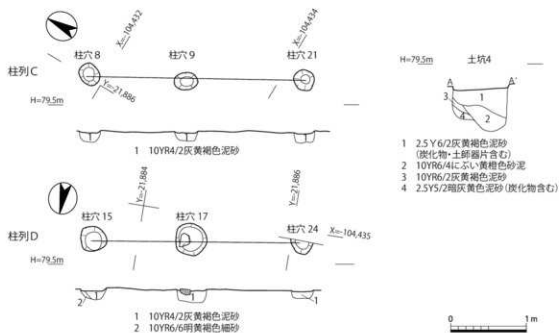 柱列C
柱穴 8
X=-104,432
柱穴 9
X=-104,434
柱穴 21
Y=-21,886
H=79.5m
1 10YR4/2灰黄褐色泥砂
柱列D
柱穴 15
Y=-21,884
柱穴 17
Y=-21,886
柱穴 24
X=-104,435
H=79.5m
1
2
1
1
1 10YR4/2灰黄褐色泥砂
2 10YR6/6明黄褐色細砂
H=79.5m
土坑4
A
A'
1
2
3
4
1 2.5Y6/2灰黄褐色泥砂
(炭化物・土師器片含む)
2 10YR6/4にぶい黄橙色砂泥
3 10YR6/2灰黄褐色泥砂
4 2.5Y5/2暗灰黄色泥砂(炭化物含む)
0 1m